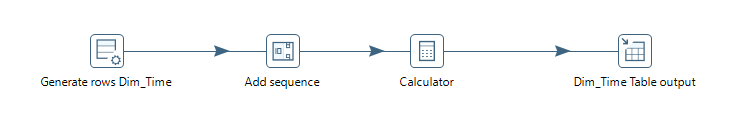 Generate rows Dim_Time
Add sequence
Calculator
Dim_Time Table output